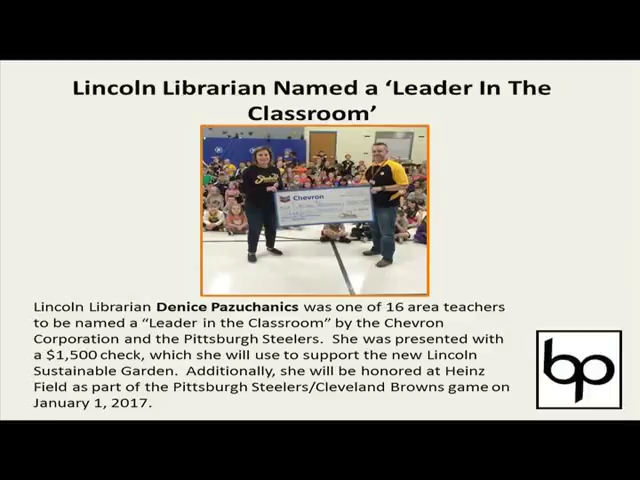 Lincoln Librarian Named a ‘Leader In The
Classroom’
Chevron
Lincoln Librarian Denice Pazuchanics was one of 16 area teachers
to be named a “Leader in the Classroom” by the Chevron
Corporation and the Pittsburgh Steelers.  She was presented with
a $1,500 check, which she will use to support the new Lincoln
Sustainable Garden.  Additionally, she will be honored at Heinz
Field as part of the Pittsburgh Steelers/Cleveland Browns game on
January 1, 2017.
bp